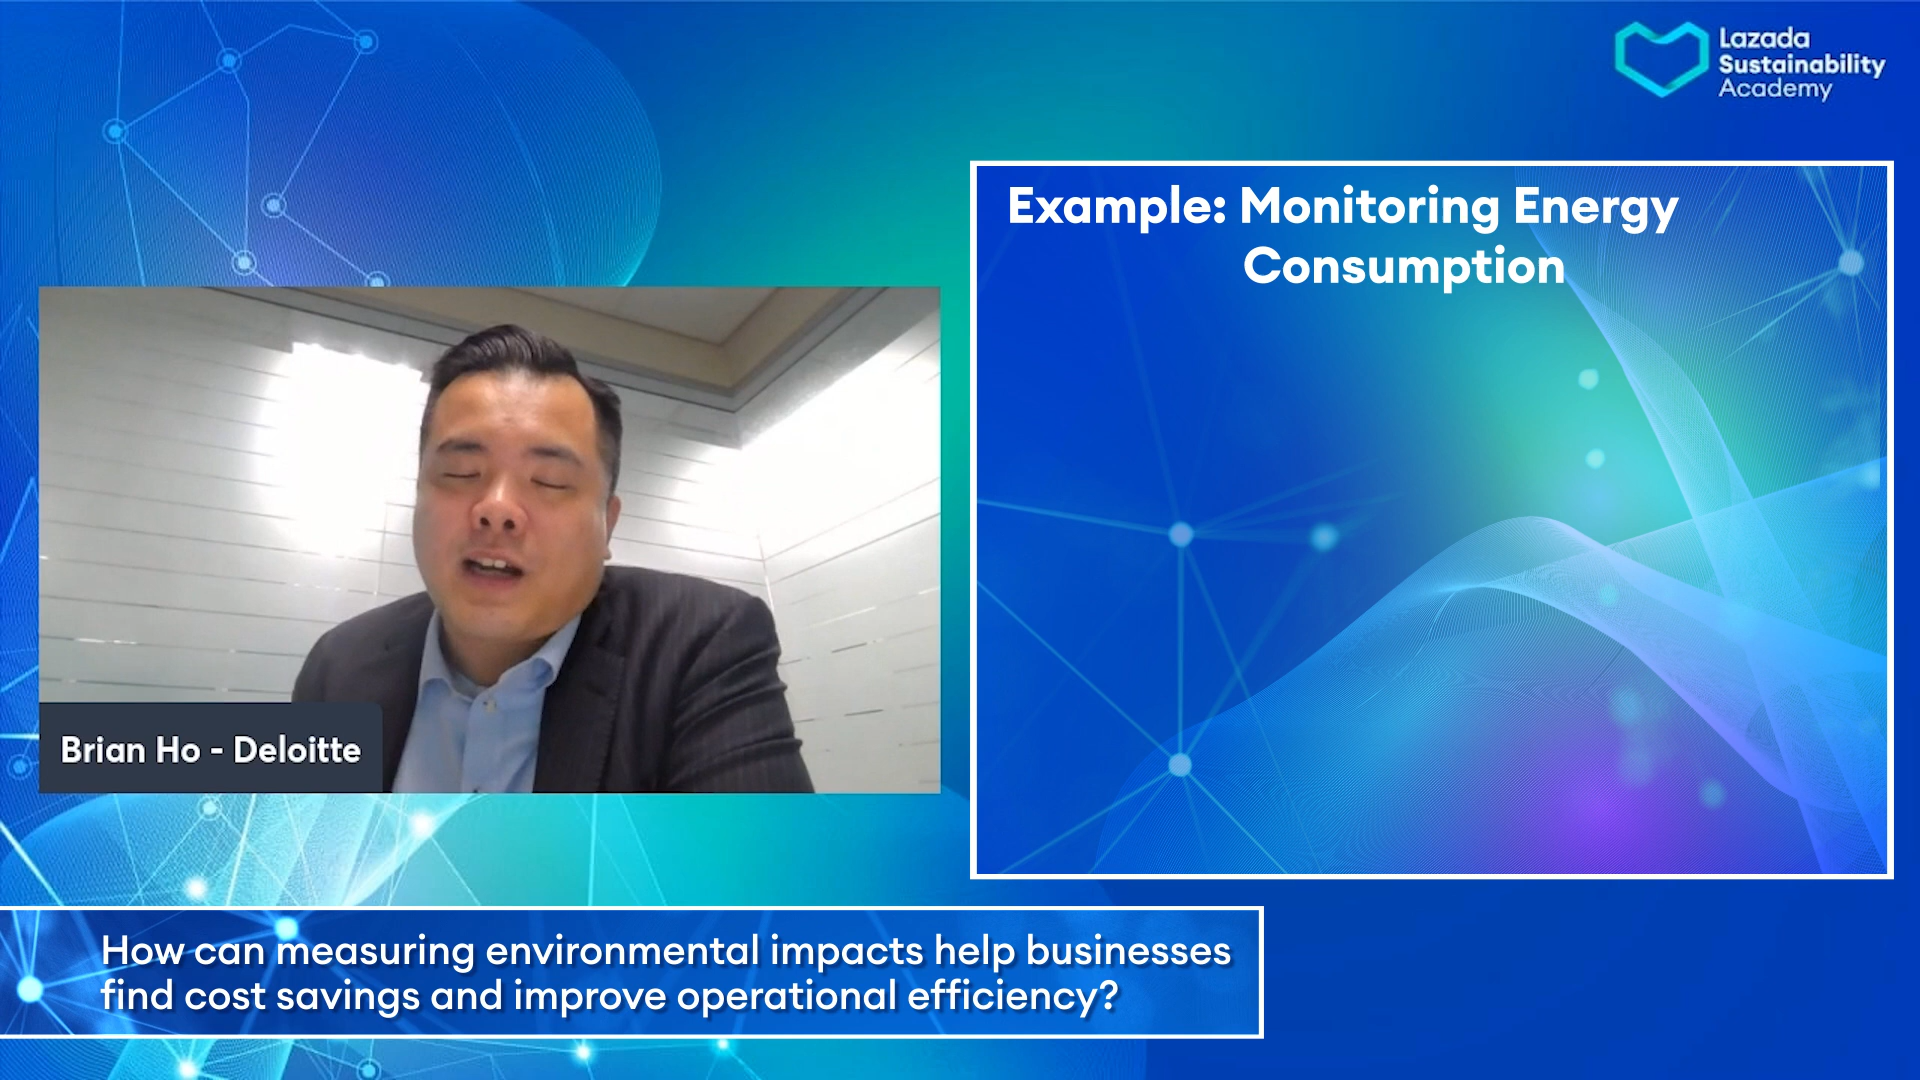 Lazada
Sustainability
Academy
Example: Monitoring Energy
Consumption
Brian Ho - Deloitte
How can measuring environmental impacts help businesses
find cost savings and improve operational efficiency?